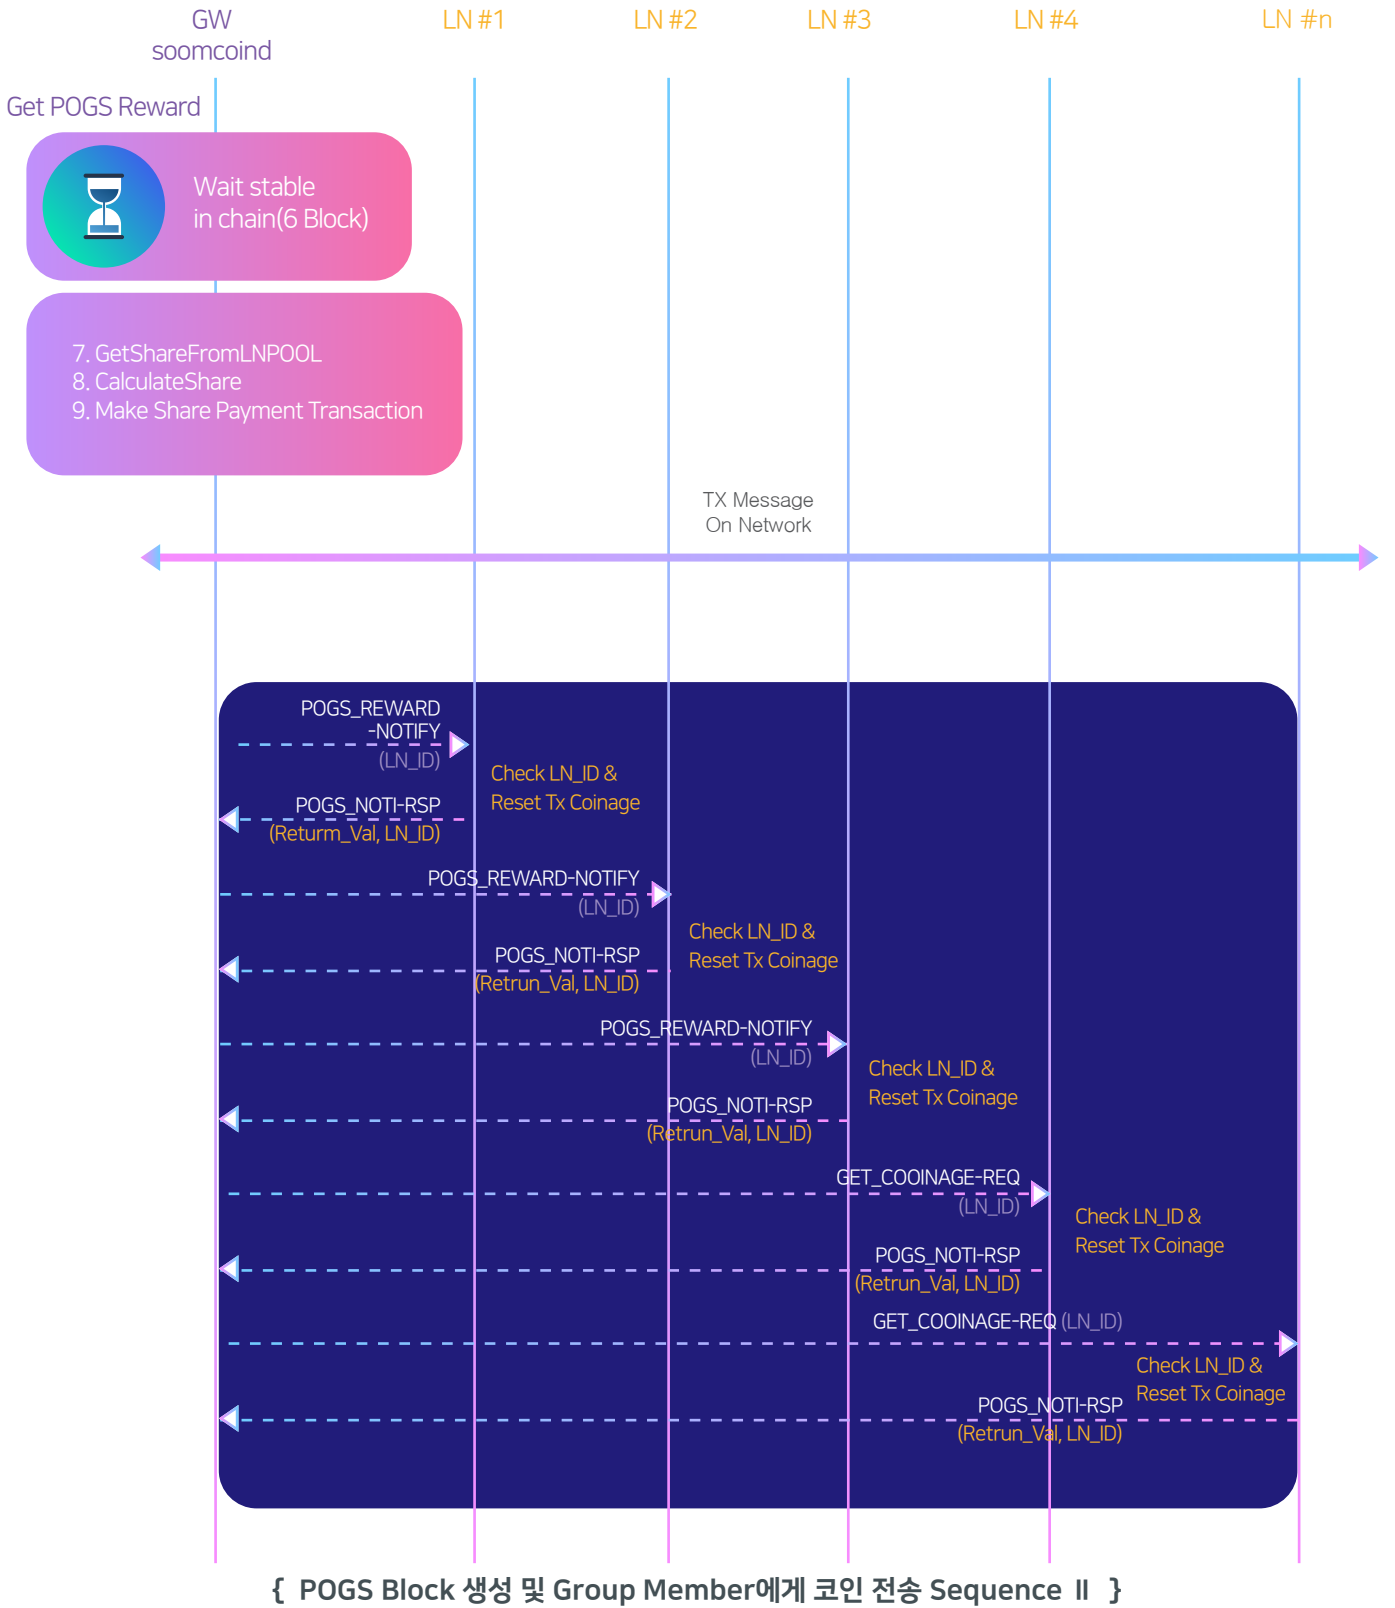 GW
soomcoind
LN #1
LN #2
LN #3
LN #4
LN #n
Get POGS Reward
Wait stable
in chain(6 Block)
7. GetShareFromLNPOOL
8. CalculateShare
9. Make Share Payment Transaction
TX Message
On Network
POGS_REWARD
-NOTIFY
(LN_ID)
Check LN_ID &
Reset Tx Coinage
POGS_NOTI-RSP
(Returm_Val, LN_ID)
POGS_REWARD-NOTIFY
(LN_ID)
Check LN_ID &
Reset Tx Coinage
POGS_NOTI-RSP
(Retrun_Val, LN_ID)
POGS_REWARD-NOTIFY
(LN_ID)
Check LN_ID &
Reset Tx Coinage
POGS_NOTI-RSP
(Retrun_Val, LN_ID)
GET_COOINAGE-REQ
(LN_ID)
Check LN_ID &
Reset Tx Coinage
POGS_NOTI-RSP
(Retrun_Val, LN_ID)
GET_COOINAGE-REQ (LN_ID)
Check LN_ID &
Reset Tx Coinage
POGS_NOTI-RSP
(Retrun_Val, LN_ID)
{ POGS Block 생성 및 Group Member에게 코인 전송 Sequence Ⅱ }